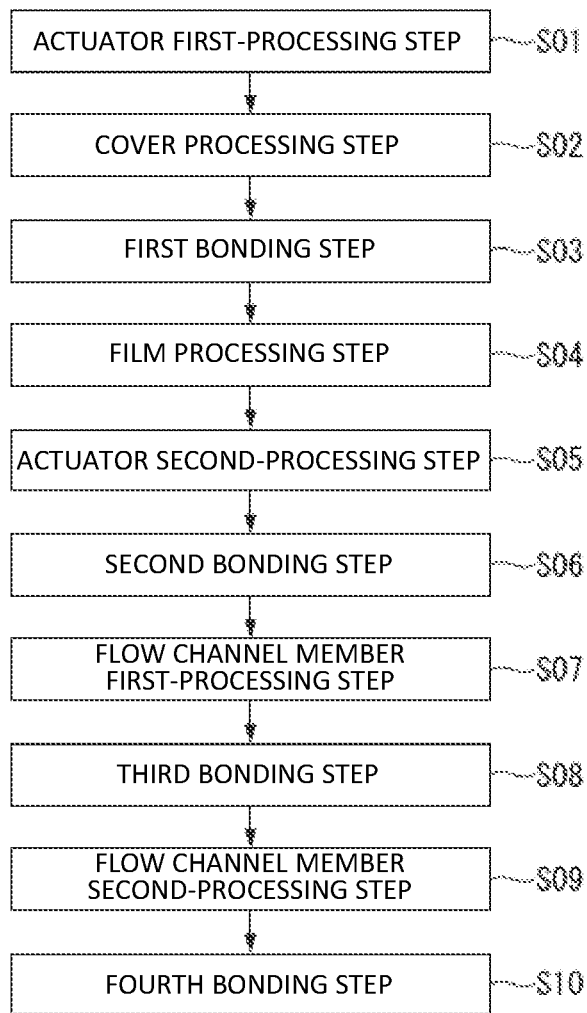 ACTUATOR FIRST-PROCESSING STEP S01
COVER PROCESSING STEP S02
FIRST BONDING STEP S03
FILM PROCESSING STEP S04
ACTUATOR SECOND-PROCESSING STEP S05
SECOND BONDING STEP S06
FLOW CHANNEL MEMBER
FIRST-PROCESSING STEP S07
THIRD BONDING STEP S08
FLOW CHANNEL MEMBER
SECOND-PROCESSING STEP S09
FOURTH BONDING STEP S10